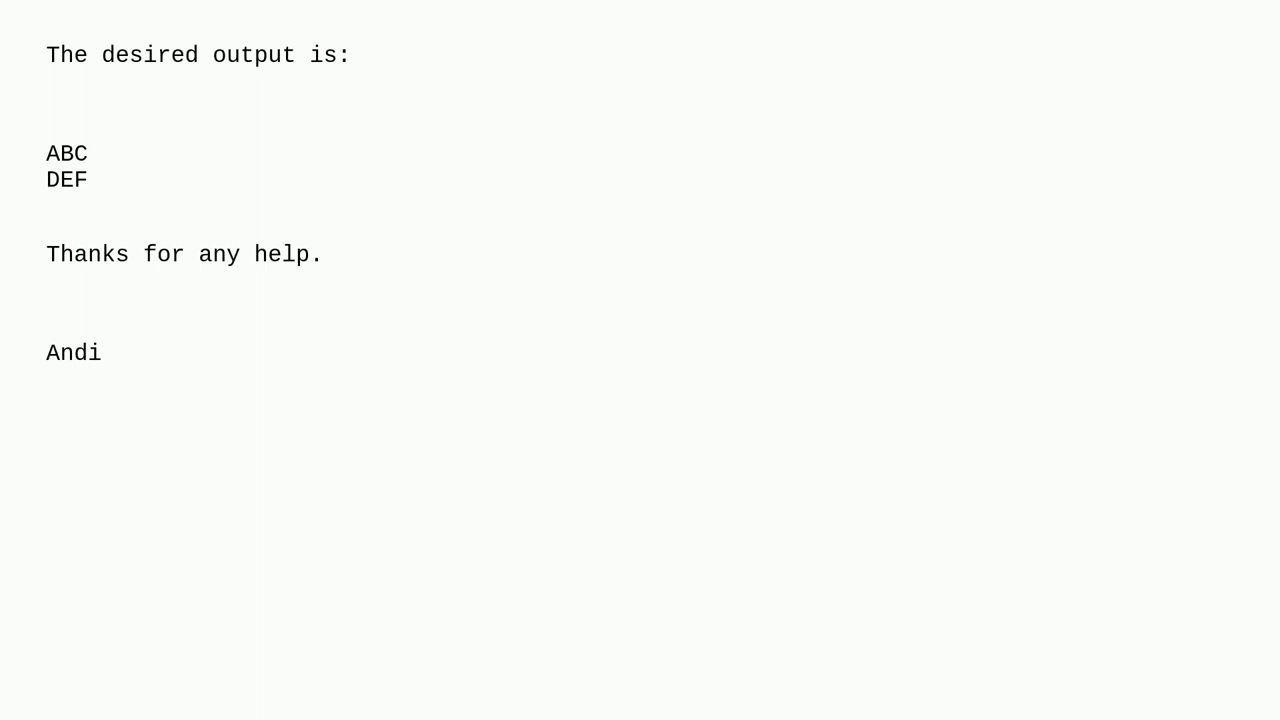 The desired output is:
ABC
DEF
Thanks for any help.
Andi